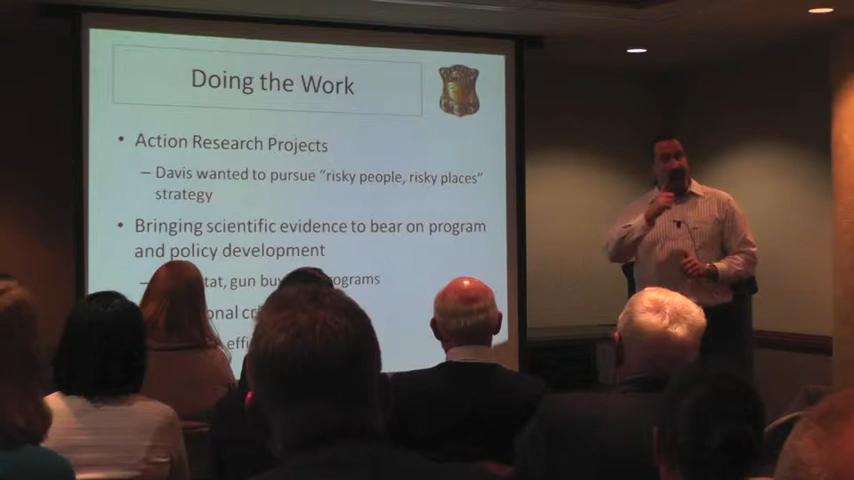 Doing the Work
• Action Research Projects
– Davis wanted to pursue "risky people, risky places"
strategy
• Bringing scientific evidence to bear on program
and policy development